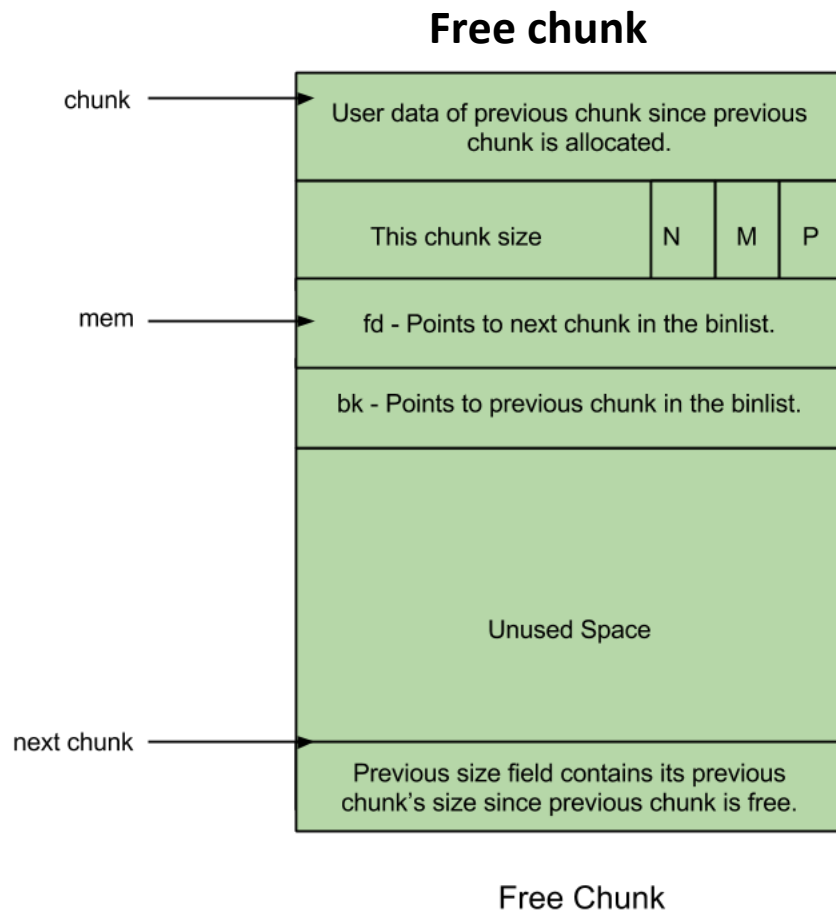 Free chunk
chunk
User data of previous chunk since previous
chunk is allocated.
This chunk size
N
M
P
mem
fd - Points to next chunk in the binlist.
bk - Points to previous chunk in the binlist.
Unused Space
next chunk
Previous size field contains its previous
chunk's size since previous chunk is free.
Free Chunk